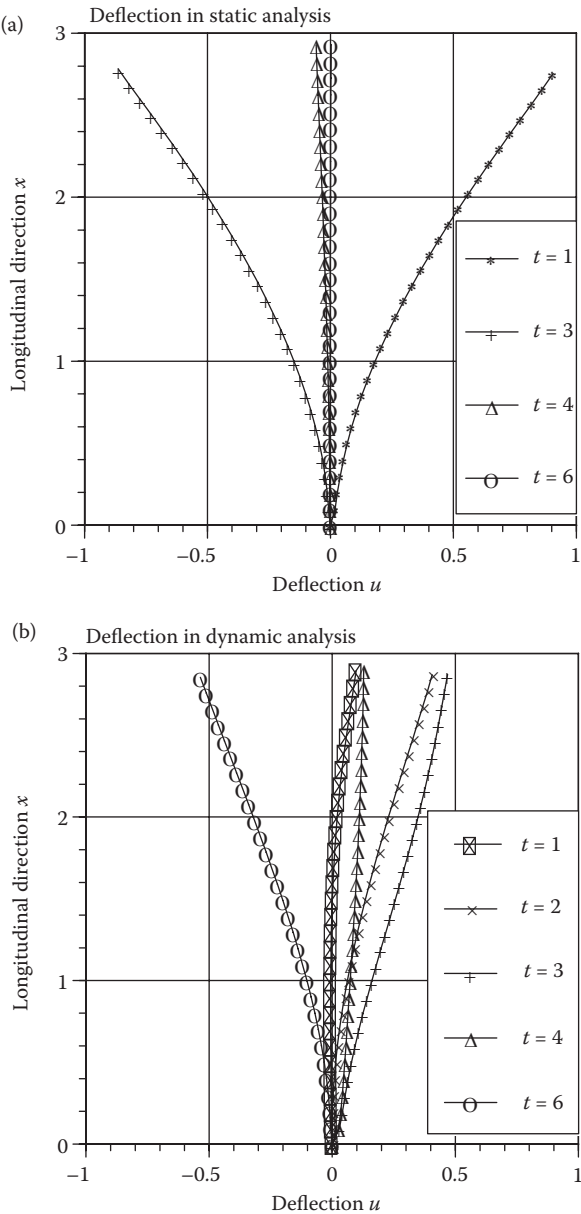 (a)
Deflection in static analysis
3
2
1
0
Longitudinal direction x
−1
−0.5
0
0.5
1
Deflection u
t = 1
t = 3
t = 4
t = 6
(b)
Deflection in dynamic analysis
3
2
1
0
Longitudinal direction x
−1
−0.5
0
0.5
1
Deflection u
t = 1
t = 2
t = 3
t = 4
t = 6